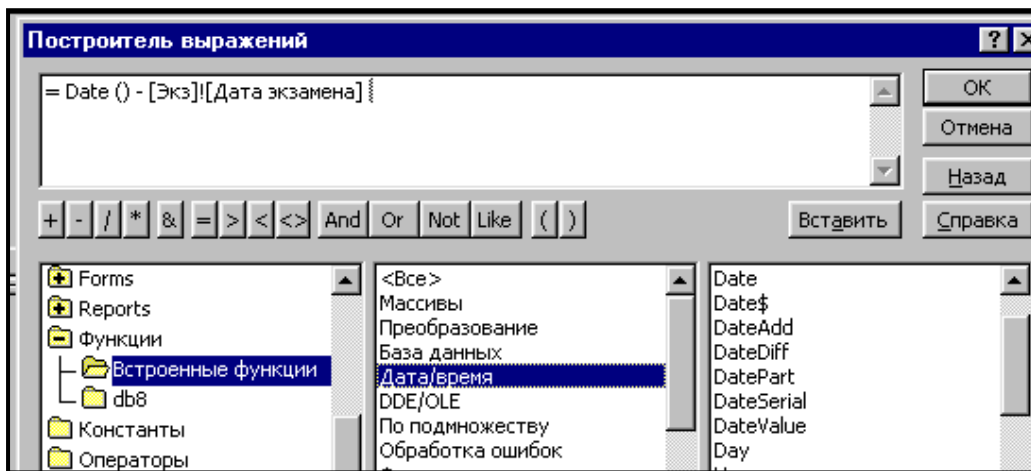 Построитель выражений
? ×
= Date () - [Экз]![Дата экзамена]
ОК
Отмена
Назад
Справка
+ - / * & = > < <> And Or Not Like ( ) Вставить
Forms
Reports
Функции
Встроенные функции
db8
Константы
Операторы
<Все>
Массивы
Преобразование
База данных
Дата/время
DDE/OLE
По подмножеству
Обработка ошибок
Date
Date$
DateAdd
DateDiff
DatePart
DateSerial
DateValue
Day